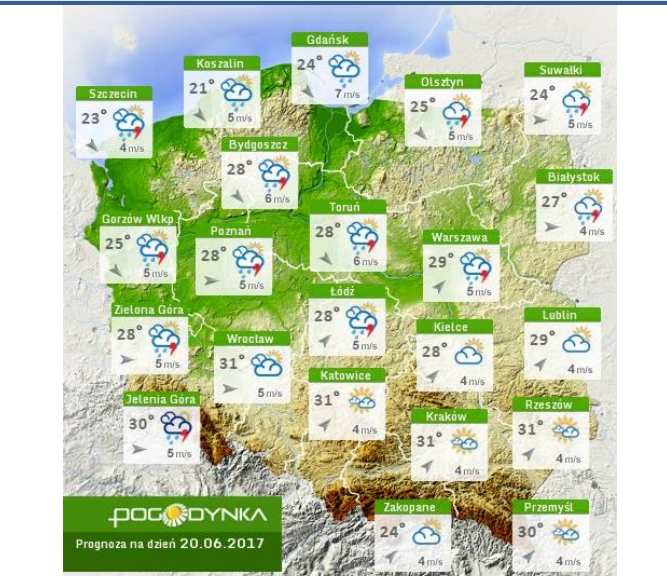 Gdańsk
24°
7 m/s
Koszalin
21°
5 m/s
Suwałki
24°
5 m/s
Olsztyn
25°
5 m/s
Szczecin
23°
4 m/s
Bydgoszcz
28°
6 m/s
Białystok
27°
4 m/s
Toruń
28°
6 m/s
Gorzów Wlkp.
25°
5 m/s
Poznań
28°
5 m/s
Warszawa
29°
5 m/s
Łódź
28°
5 m/s
Zielona Góra
28°
5 m/s
Lublin
29°
4 m/s
Kielce
28°
4 m/s
Wrocław
31°
5 m/s
Katowice
31°
4 m/s
Jelenia Góra
30°
5 m/s
Rzeszów
31°
4 m/s
Kraków
31°
4 m/s
Zakopane
24°
4 m/s
Przemyśl
30°
4 m/s
POGODYNKA
Prognoza na dzień 20.06.2017